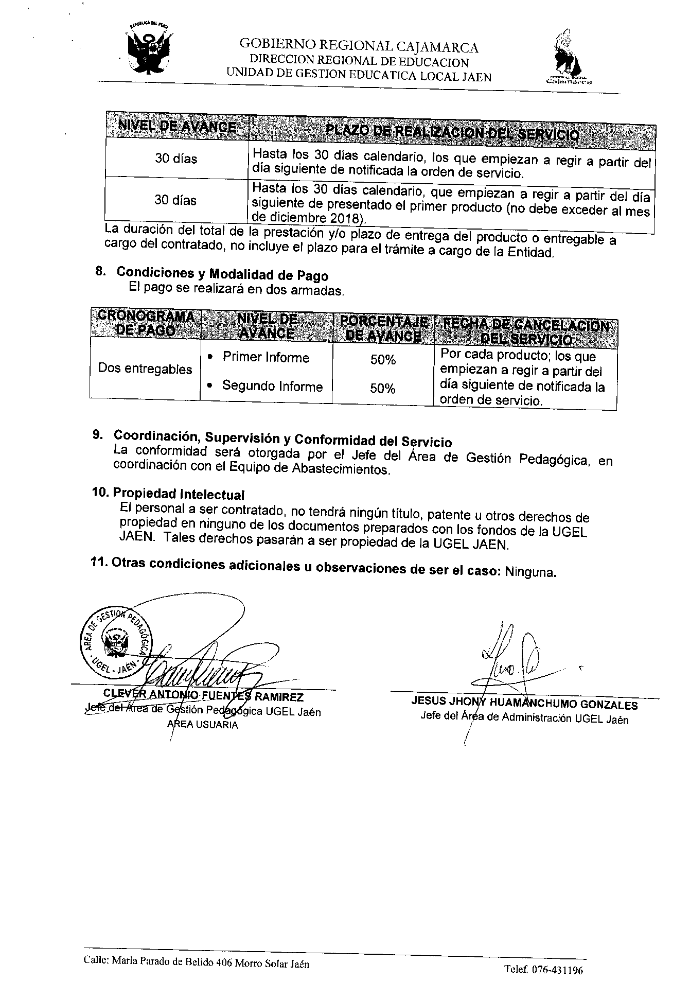 REPUBLICA DEL PERU
GOBIERNO REGIONAL CAJAMARCA
DIRECCION REGIONAL DE EDUCACION
UNIDAD DE GESTION EDUCATICA LOCAL JAEN
Cajamarca
NIVEL DE AVANCE PLAZO DE REALIZACION DEL SERVICIO
30 días
Hasta los 30 días calendario, los que empiezan a regir a partir del
día siguiente de notificada la orden de servicio.
30 días
Hasta los 30 días calendario, que empiezan a regir a partir del día
siguiente de presentado el primer producto (no debe exceder al mes
de diciembre 2018).
La duración del total de la prestación y/o plazo de entrega del producto o entregable a
cargo del contratado, no incluye el plazo para el trámite a cargo de la Entidad.
8. Condiciones y Modalidad de Pago
El pago se realizará en dos armadas.
CRONOGRAMA
DE PAGO
NIVEL DE
AVANCE
PORCENTAJE
DE AVANCE
FECHA DE CANCELACION
DEL SERVICIO
Dos entregables
• Primer Informe
• Segundo Informe
50%
50%
Por cada producto; los que
empiezan a regir a partir del
día siguiente de notificada la
orden de servicio.
9. Coordinación, Supervisión y Conformidad del Servicio
La conformidad será otorgada por el Jefe del Área de Gestión Pedagógica, en
coordinación con el Equipo de Abastecimientos.
10. Propiedad Intelectual
El personal a ser contratado, no tendrá ningún título, patente u otros derechos de
propiedad en ninguno de los documentos preparados con los fondos de la UGEL
JAEN. Tales derechos pasarán a ser propiedad de la UGEL JAEN.
11. Otras condiciones adicionales u observaciones de ser el caso: Ninguna.
AREA DE GESTION PEDAGÓGICA
- UGEL - JAÉN -
CLEVER ANTONIO FUENTES RAMIREZ
Jefe del Área de Gestión Pedagógica UGEL Jaén
AREA USUARIA
JESUS JHONY HUAMANCHUMO GONZALES
Jefe del Área de Administración UGEL Jaén
Calle: Maria Parado de Belido 406 Morro Solar Jaén
Telef. 076-431196